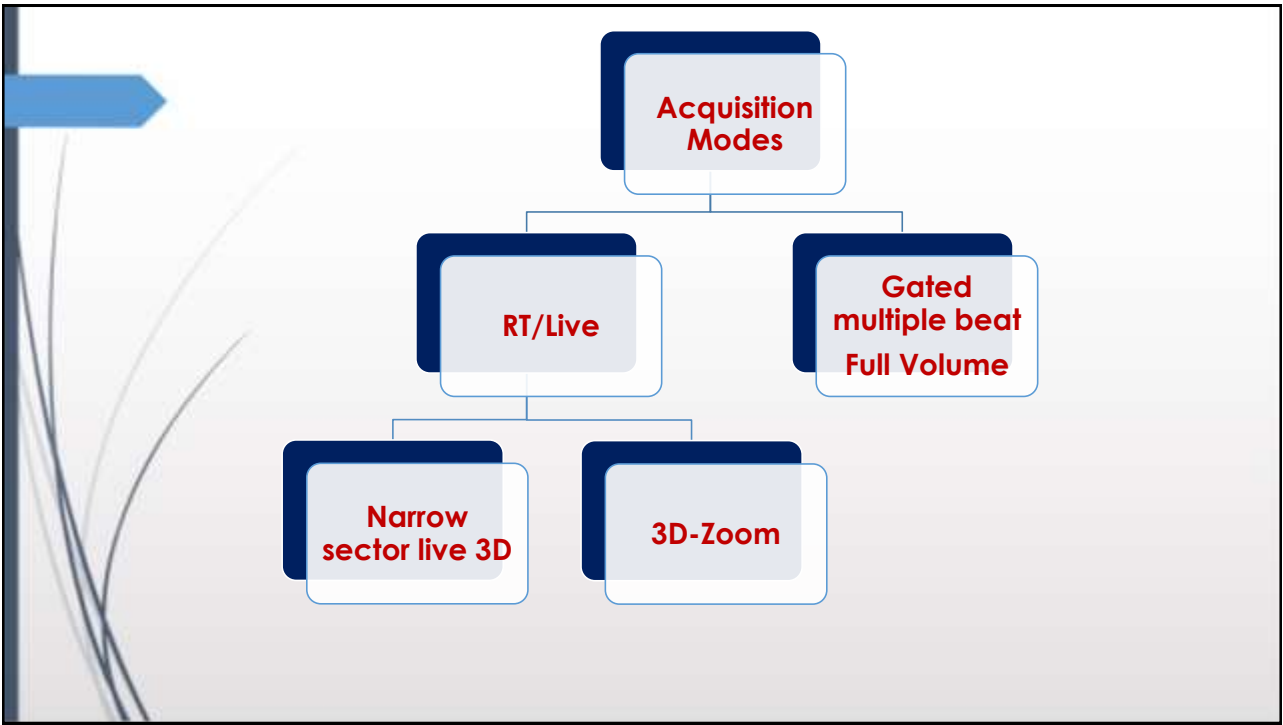 Acquisition
Modes
RT/Live
Gated
multiple beat
Full Volume
Narrow
sector live 3D
3D-Zoom